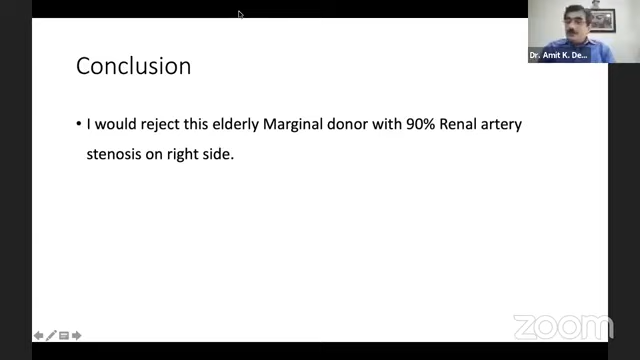 Dr. Amit K. De...
Conclusion
• I would reject this elderly Marginal donor with 90% Renal artery
stenosis on right side.
zoom